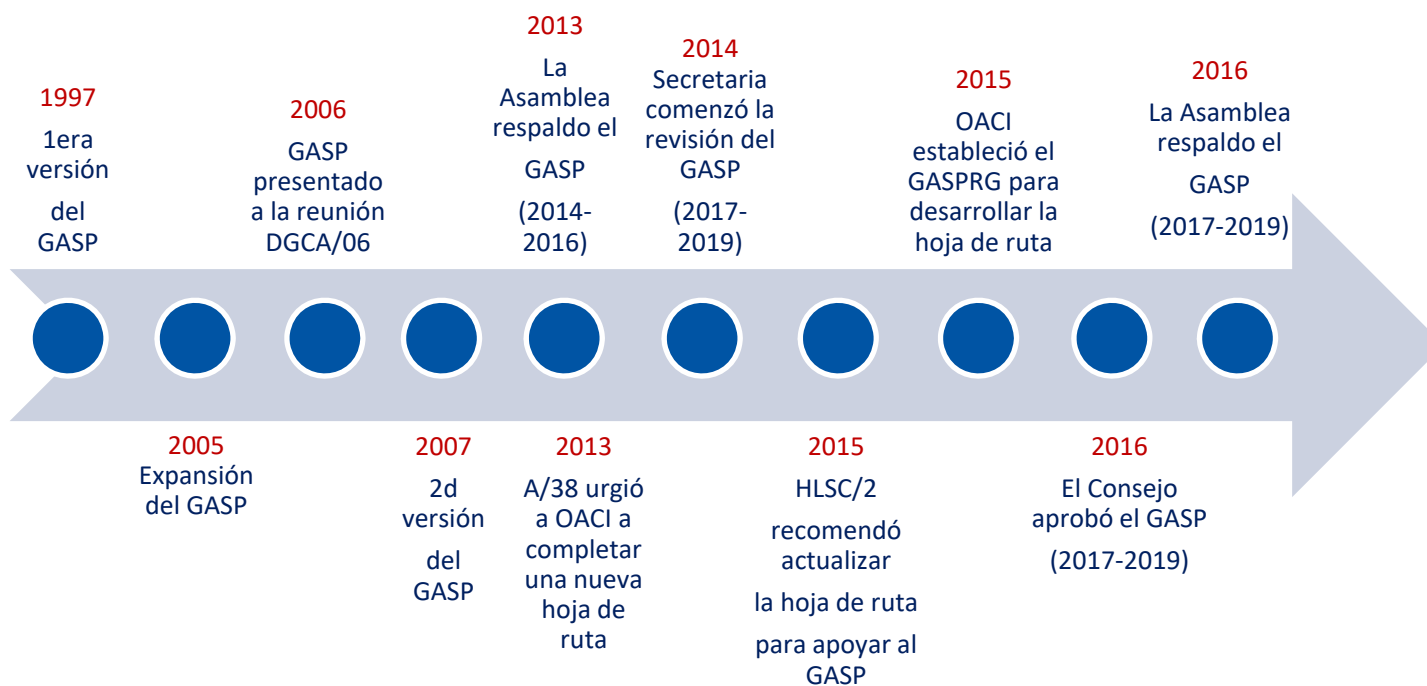 1997
1era
versión
del
GASP
2005
Expansión
del GASP
2006
GASP
presentado
a la reunión
DGCA/06
2007
2d
versión
del
GASP
2013
La
Asamblea
respaldo el
GASP
(2014-
2016)
2013
A/38 urgió
a OACI a
completar
una nueva
hoja de
ruta
2014
Secretaria
comenzó la
revisión del
GASP
(2017-
2019)
2015
HLSC/2
recomendó
actualizar
la hoja de ruta
para apoyar al
GASP
2015
OACI
estableció el
GASPRG para
desarrollar la
hoja de ruta
2016
El Consejo
aprobó el GASP
(2017-2019)
2016
La Asamblea
respaldo el
GASP
(2017-2019)